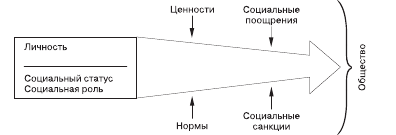 Ценности
Социальные
поощрения
Личность
Социальный статус
Социальная роль
Общество
Нормы
Социальные
санкции